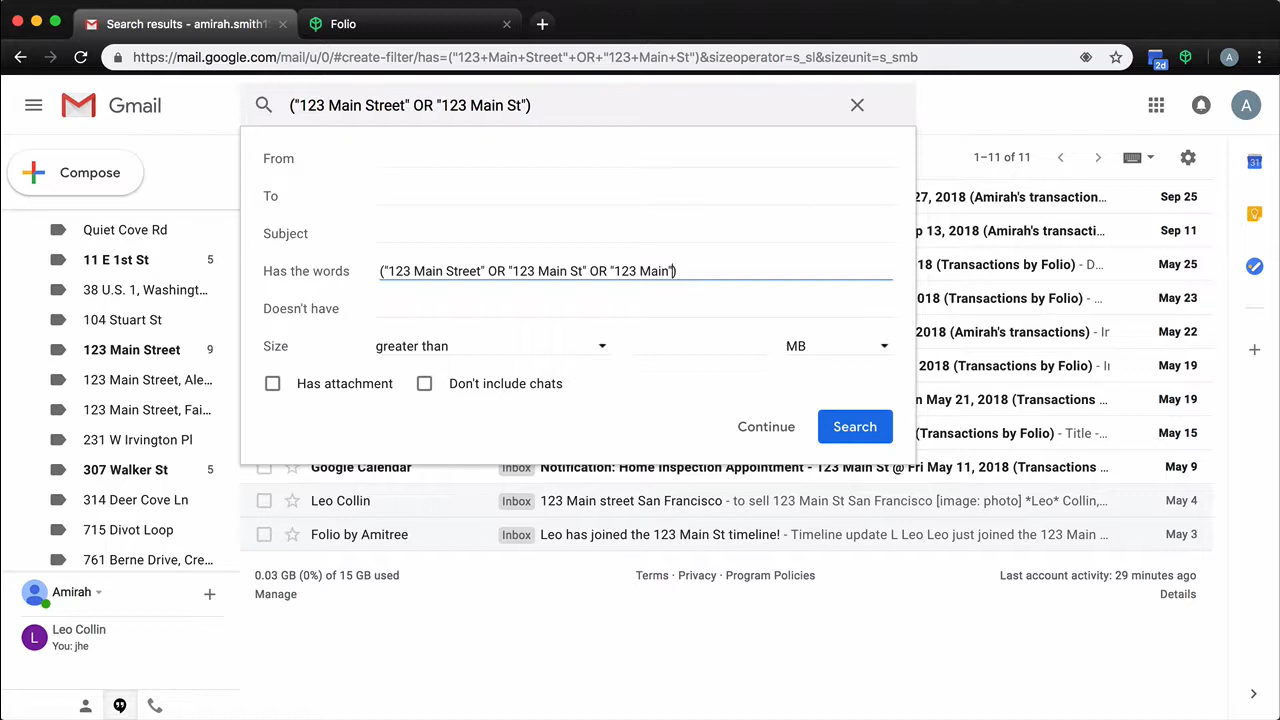 Search results - amirah.smith1
Folio
https://mail.google.com/mail/u/0/#create-filter/has=("123+Main+Street"+OR+"123+Main+St")&sizeoperator=s_sl&sizeunit=s_smb
2d
A
Gmail
("123 Main Street" OR "123 Main St")
A
Compose
1–11 of 11
31
From
To
Subject
Has the words ("123 Main Street" OR "123 Main St" OR "123 Main")
Doesn't have
Size greater than MB
Has attachment Don't include chats
Continue Search
Quiet Cove Rd
11 E 1st St 5
38 U.S. 1, Washingt...
104 Stuart St
123 Main Street 9
123 Main Street, Ale...
123 Main Street, Fai...
231 W Irvington Pl
307 Walker St 5
314 Deer Cove Ln
715 Divot Loop
761 Berne Drive, Cre...
27, 2018 (Amirah's transaction... Sep 25
p 13, 2018 (Amirah's transacti... Sep 11
18 (Transactions by Folio) - D... May 25
018 (Transactions by Folio) - ... May 23
2018 (Transactions by Folio) - Ir May 22
(Transactions by Folio) - Ir May 19
n May 21, 2018 (Transactions ... May 19
(Transactions by Folio) - Title -... May 15
Google Calendar Inbox Notification: Home Inspection Appointment - 123 Main St @ Fri May 11, 2018 (Transactions May 9
Leo Collin Inbox 123 Main street San Francisco - to sell 123 Main St San Francisco [image: photo] *Leo* Collin,... May 4
Folio by Amitree Inbox Leo has joined the 123 Main St timeline! - Timeline update L Leo Leo just joined the 123 Main ... May 3
0.03 GB (0%) of 15 GB used
Manage
Terms · Privacy · Program Policies
Last account activity: 29 minutes ago
Details
Amirah
L
Leo Collin
You: jhe